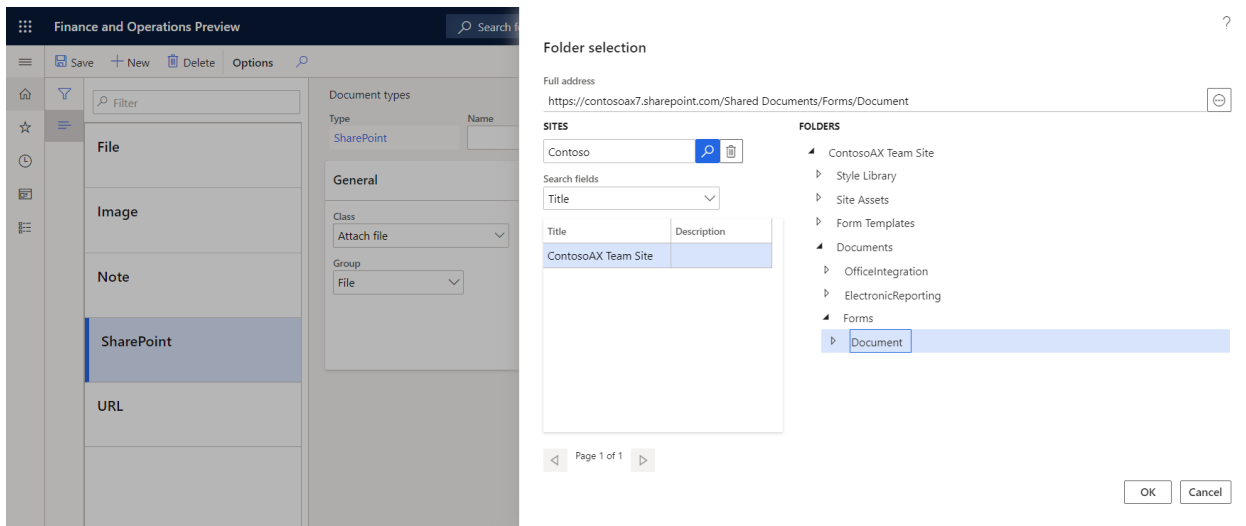 Finance and Operations Preview
Search f
Save
New
Delete
Options
Filter
File
Image
Note
SharePoint
URL
Document types
Type
Name
SharePoint
General
Class
Attach file
Group
File
?
Folder selection
Full address
https://contosoax7.sharepoint.com/Shared Documents/Forms/Document
SITES
Contoso
Search fields
Title
Title
Description
ContosoAX Team Site
Page 1 of 1
FOLDERS
ContosoAX Team Site
Style Library
Site Assets
Form Templates
Documents
OfficeIntegration
ElectronicReporting
Forms
Document
OK
Cancel